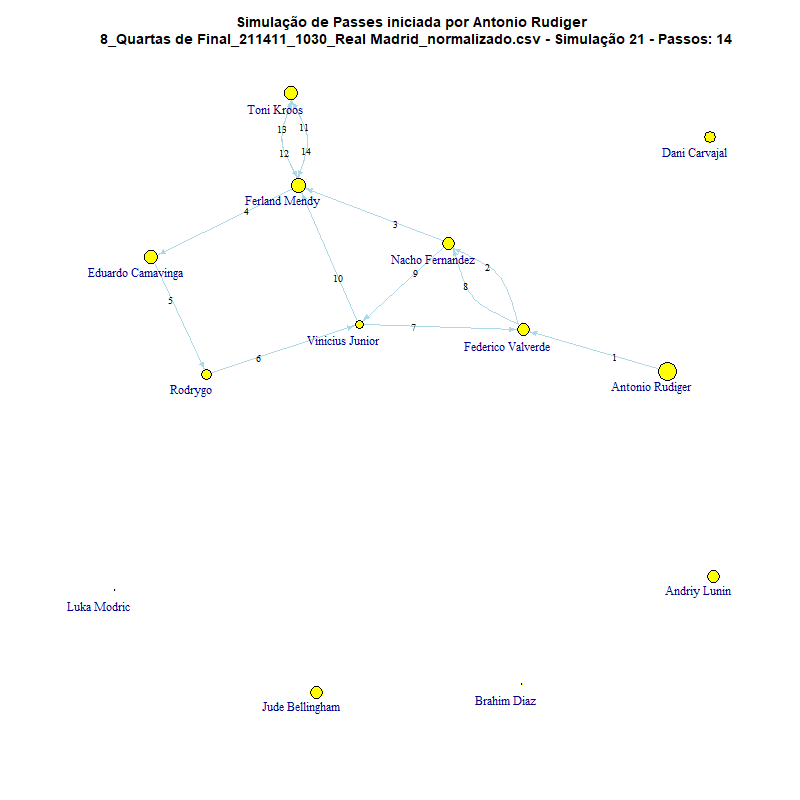 Simulação de Passes iniciada por Antonio Rudiger
8_Quartas de Final_211411_1030_Real Madrid_normalizado.csv - Simulação 21 - Passos: 14
Toni Kroos
13
11
12
14
Dani Carvajal
Ferland Mendy
4
3
Nacho Fernandez
2
Eduardo Camavinga
9
10
8
5
7
Vinicius Junior
Federico Valverde
6
1
Rodrygo
Antonio Rudiger
Andriy Lunin
Luka Modric
Jude Bellingham
Brahim Diaz